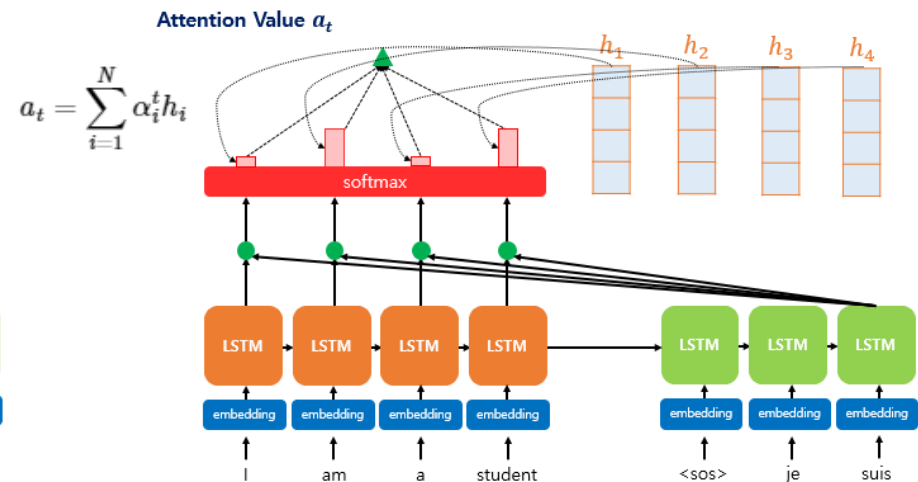 Attention Value a_t
h_1 h_2 h_3 h_4
a_t = \sum_{i=1}^{N} α_i^t h_i
softmax
LSTM LSTM LSTM LSTM LSTM LSTM LSTM
embedding embedding embedding embedding embedding embedding embedding
I am a student <sos> je suis